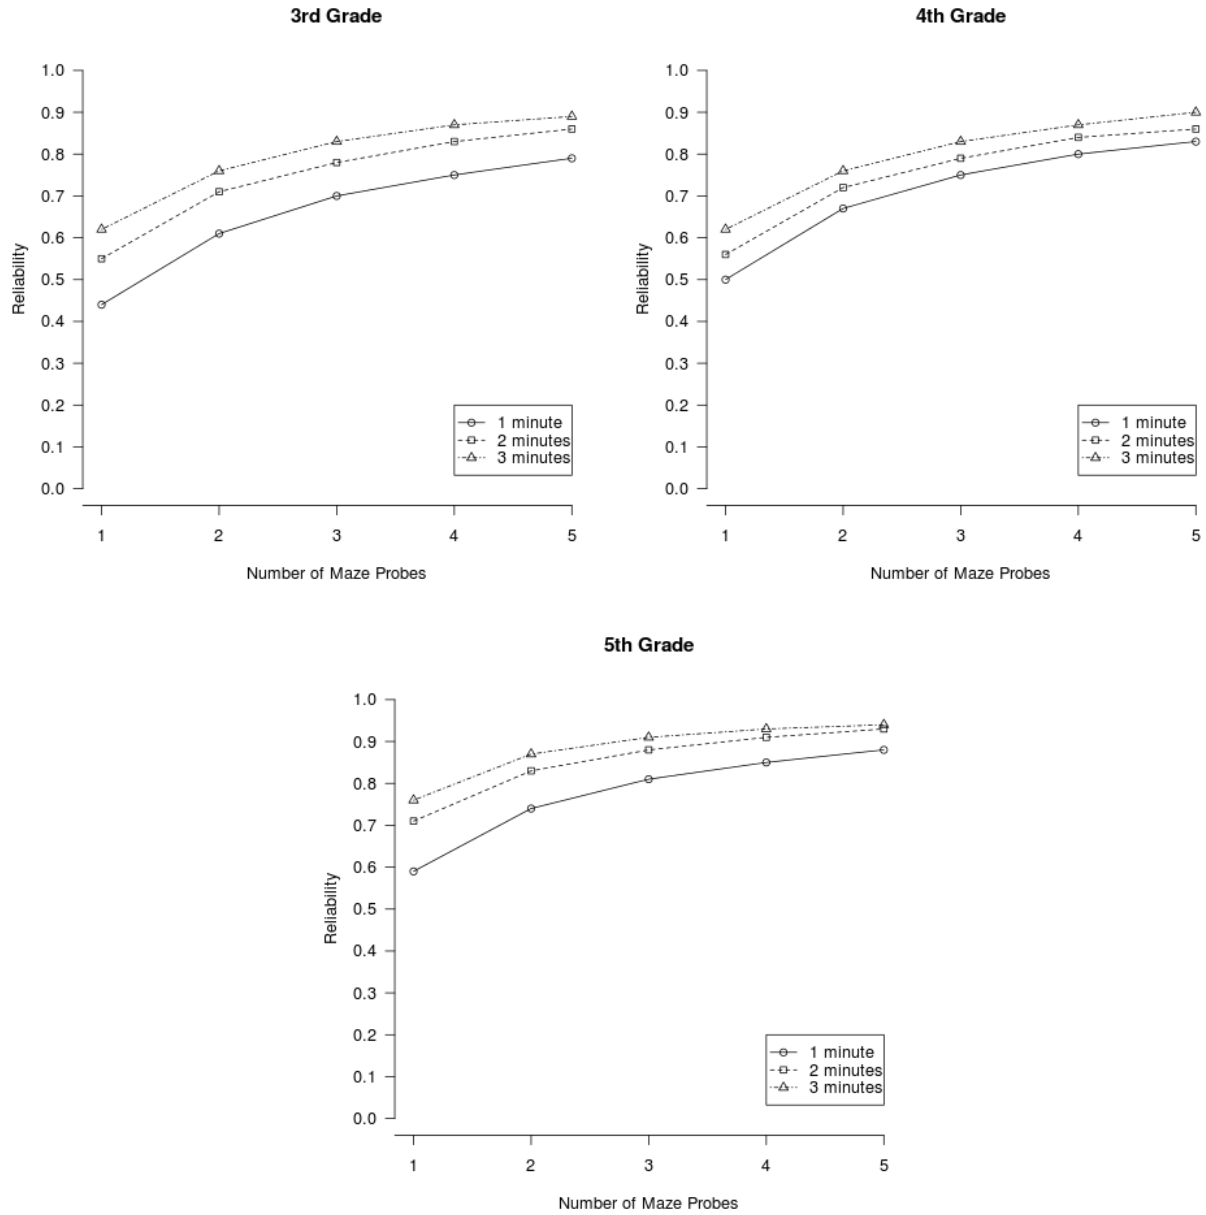 3rd Grade
1.0
0.9
0.8
0.7
0.6
0.5
0.4
0.3
0.2
0.1
0.0
Reliability
1 minute
2 minutes
3 minutes
1 2 3 4 5
Number of Maze Probes
4th Grade
1.0
0.9
0.8
0.7
0.6
0.5
0.4
0.3
0.2
0.1
0.0
Reliability
1 minute
2 minutes
3 minutes
1 2 3 4 5
Number of Maze Probes
5th Grade
1.0
0.9
0.8
0.7
0.6
0.5
0.4
0.3
0.2
0.1
0.0
Reliability
1 minute
2 minutes
3 minutes
1 2 3 4 5
Number of Maze Probes